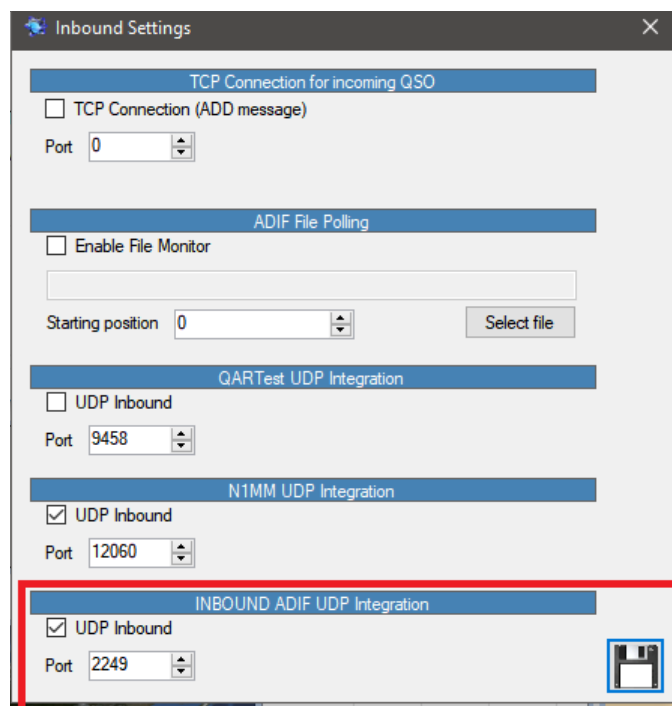 Inbound Settings
TCP Connection for incoming QSO
TCP Connection (ADD message)
Port 0
ADIF File Polling
Enable File Monitor
Starting position 0 Select file
QARTest UDP Integration
UDP Inbound
Port 9458
N1MM UDP Integration
UDP Inbound
Port 12060
INBOUND ADIF UDP Integration
UDP Inbound
Port 2249